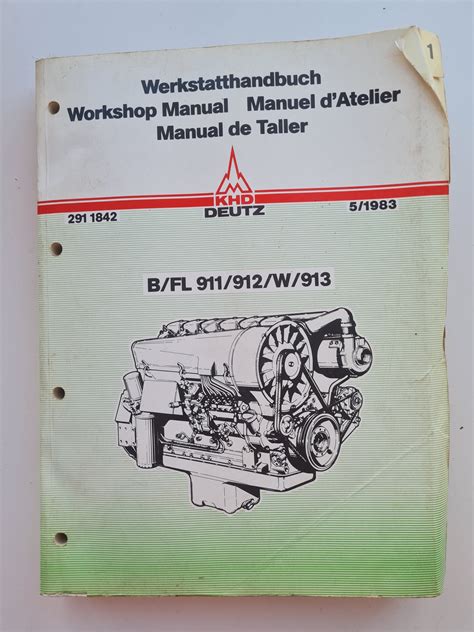 1
Werkstatthandbuch
Workshop Manual Manuel d'Atelier
Manual de Taller
KHD
DEUTZ
291 1842
5/1983
B/FL 911/912/W/913